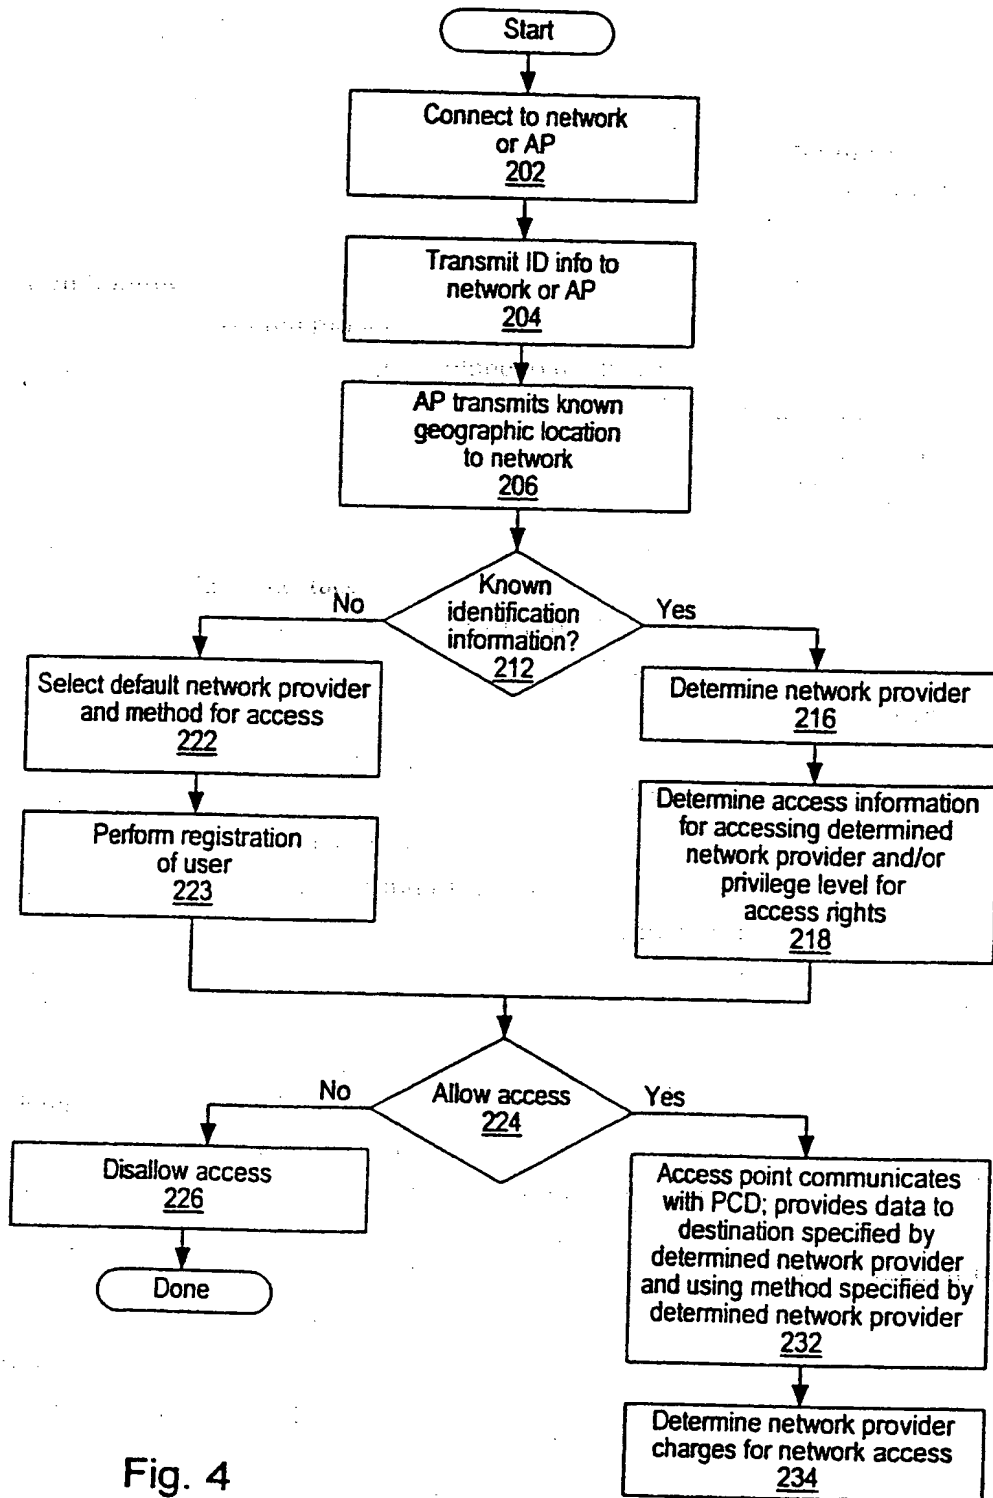 Start
Connect to network
or AP
202
Transmit ID info to
network or AP
204
AP transmits known
geographic location
to network
206
Known
identification
information?
212
No
Yes
Select default network provider
and method for access
222
Determine network provider
216
Perform registration
of user
223
Determine access information
for accessing determined
network provider and/or
privilege level for
access rights
218
Allow access
224
No
Yes
Disallow access
226
Done
Access point communicates
with PCD; provides data to
destination specified by
determined network provider
and using method specified by
determined network provider
232
Determine network provider
charges for network access
234
Fig. 4